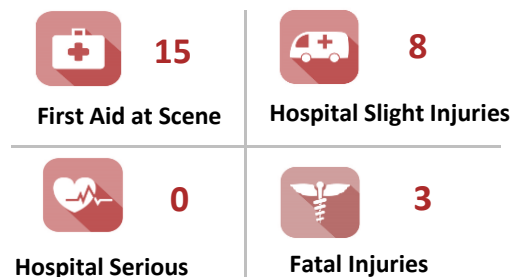 15
First Aid at Scene
8
Hospital Slight Injuries
0
Hospital Serious
3
Fatal Injuries